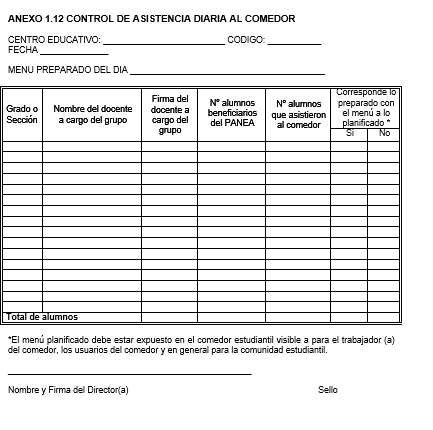 ANEXO 1.12 CONTROL DE ASISTENCIA DIARIA AL COMEDOR
CENTRO EDUCATIVO: CODIGO:
FECHA
MENU PREPARADO DEL DIA
Grado o
Sección
Nombre del docente
a cargo del grupo
Firma del
docente a
cargo del
grupo
Nº alumnos
beneficiarios
del PANEA
Nº alumnos
que asistieron
al comedor
Corresponde lo
preparado con
el menú a lo
planificado *
Si
No
Total de alumnos
*El menú planificado debe estar expuesto en el comedor estudiantil visible a para el trabajador (a)
del comedor, los usuarios del comedor y en general para la comunidad estudiantil.
Nombre y Firma del Director(a) Sello